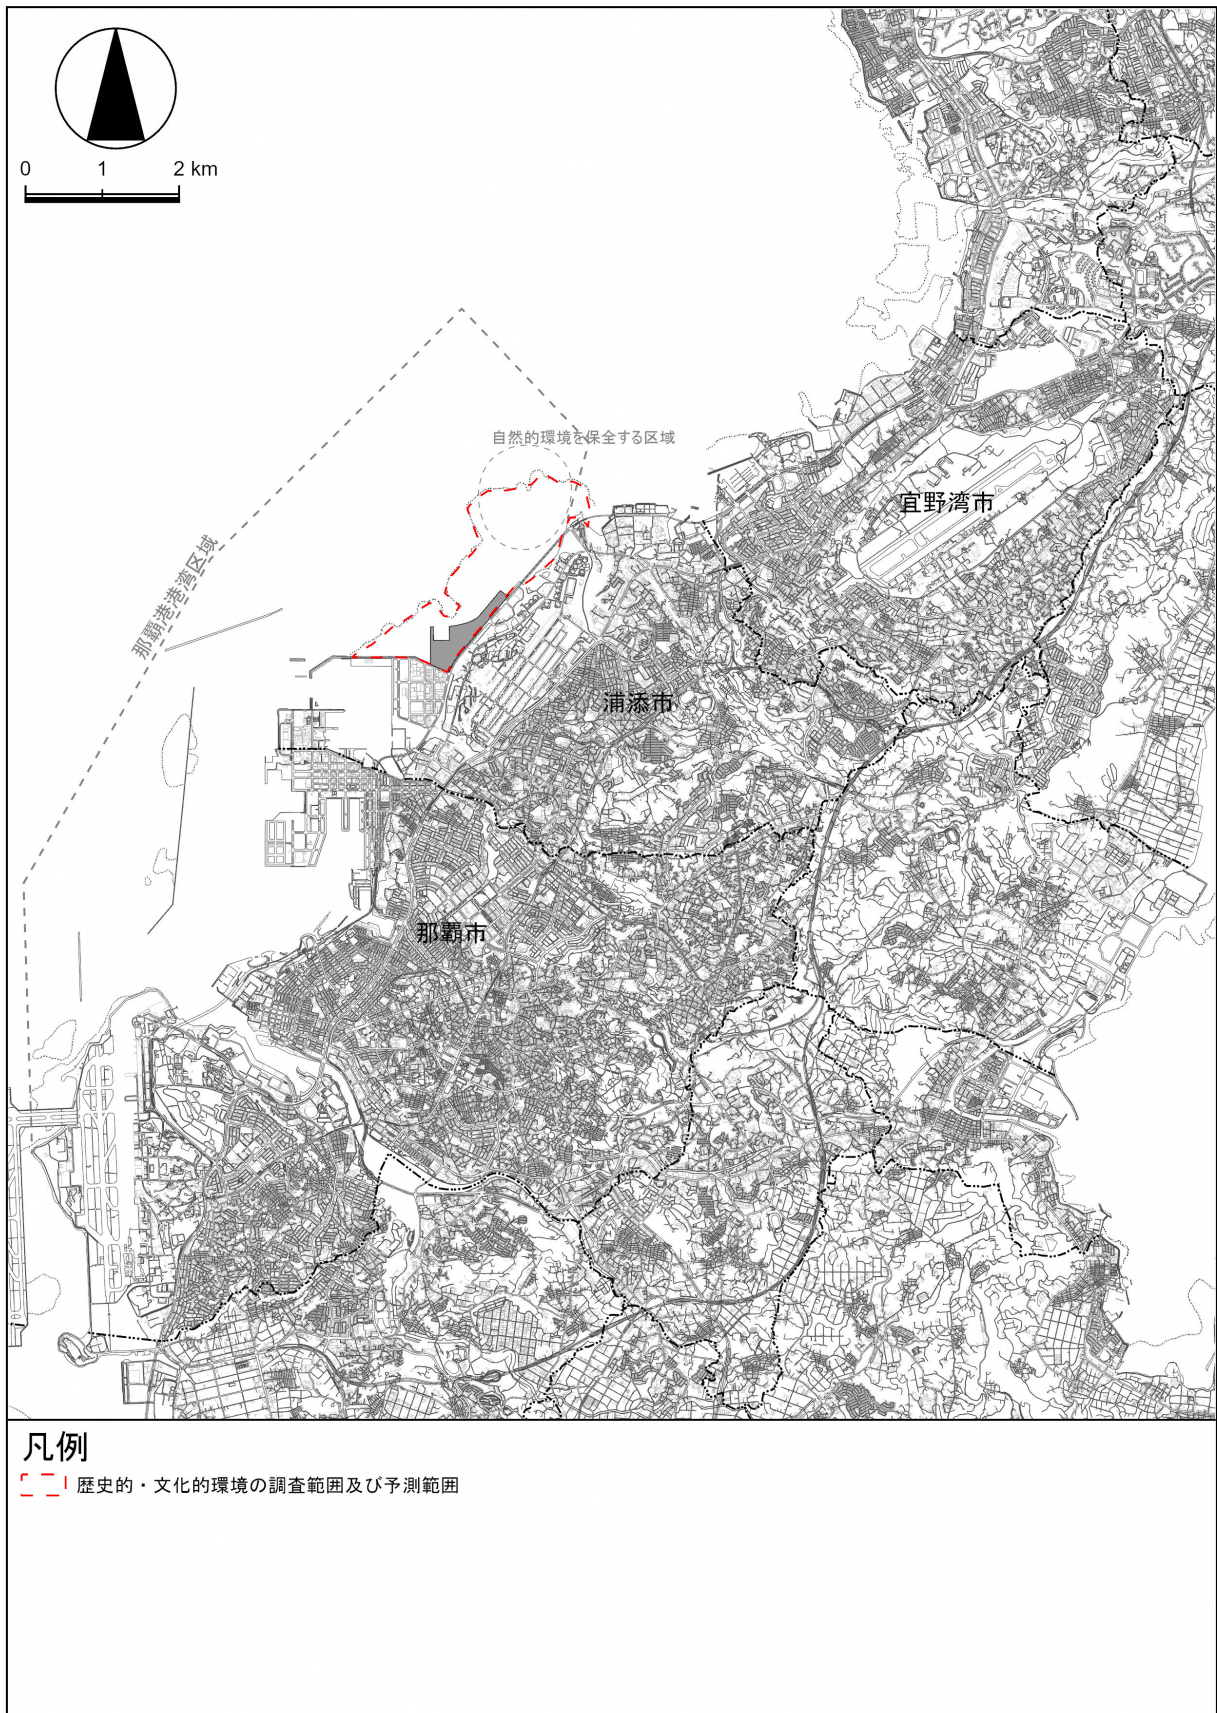 0 1 2 km
自然的環境を保全する区域
宜野湾市
那覇港港湾区域
浦添市
那覇市
凡例
歴史的・文化的環境の調査範囲及び予測範囲